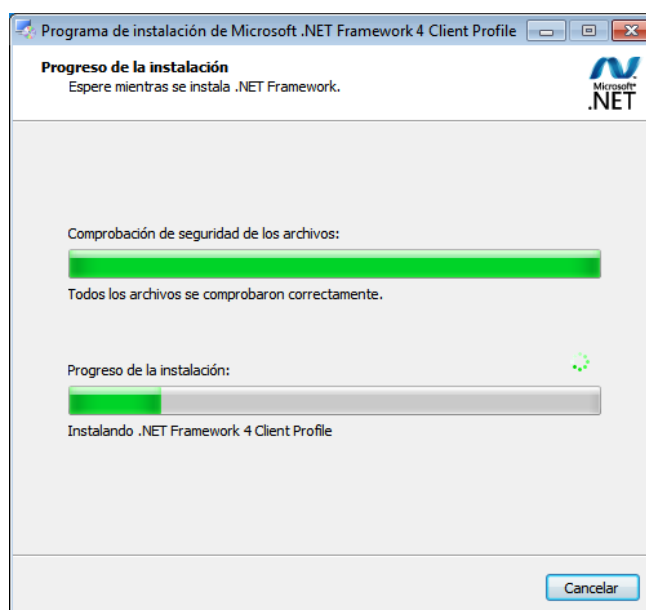 Programa de instalación de Microsoft .NET Framework 4 Client Profile
Progreso de la instalación
Espere mientras se instala .NET Framework.
Microsoft®
.NET
Comprobación de seguridad de los archivos:
Todos los archivos se comprobaron correctamente.
Progreso de la instalación:
Instalando .NET Framework 4 Client Profile
Cancelar